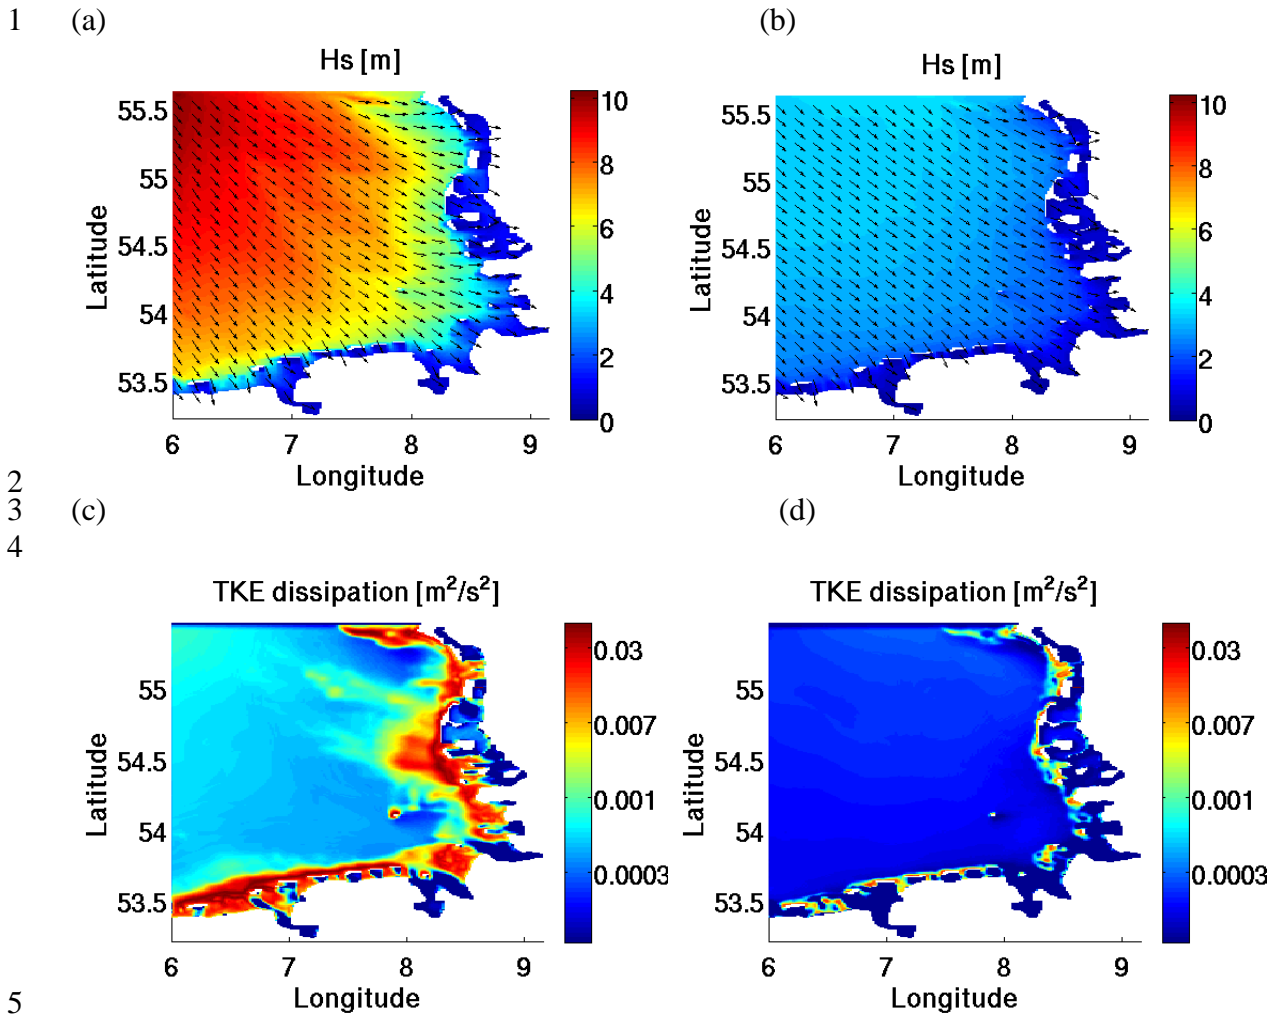 1 (a) (b)
Hs [m] Hs [m]
Latitude 55.5 55 54.5 54 53.5 10 8 6 4 2 0
6 7 8 9
Longitude
Latitude 55.5 55 54.5 54 53.5 10 8 6 4 2 0
6 7 8 9
Longitude
2
3 (c) (d)
4
TKE dissipation [m²/s²] TKE dissipation [m²/s²]
Latitude 55 54.5 54 53.5 0.03 0.007 0.001 0.0003
6 7 8 9
Longitude
Latitude 55 54.5 54 53.5 0.03 0.007 0.001 0.0003
6 7 8 9
Longitude
5